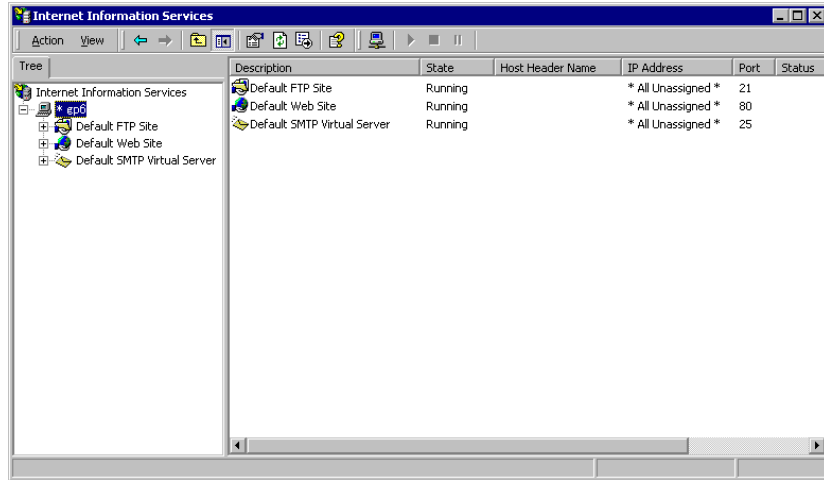 Internet Information Services
Action View
Tree
Description State Host Header Name IP Address Port Status
Internet Information Services
* gp6
Default FTP Site
Default Web Site
Default SMTP Virtual Server
Default FTP Site Running * All Unassigned * 21
Default Web Site Running * All Unassigned * 80
Default SMTP Virtual Server Running * All Unassigned * 25